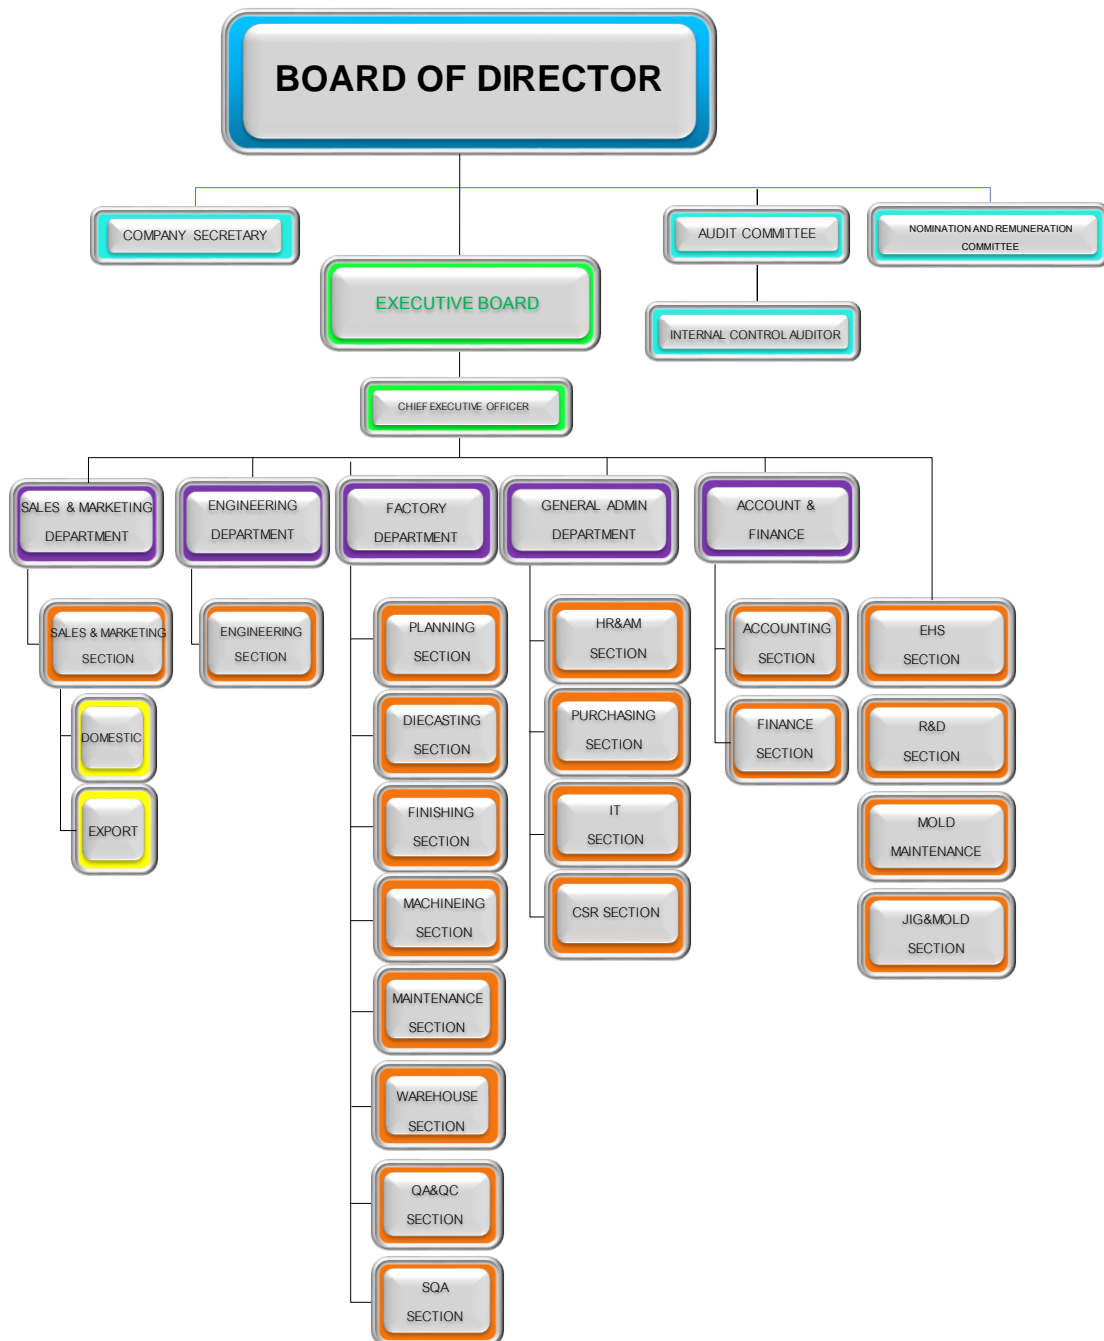 BOARD OF DIRECTOR
COMPANY SECRETARY
AUDIT COMMITTEE
NOMINATION AND REMUNERATION
COMMITTEE
EXECUTIVE BOARD
INTERNAL CONTROL AUDITOR
CHIEF EXECUTIVE OFFICER
SALES & MARKETING
DEPARTMENT
ENGINEERING
DEPARTMENT
FACTORY
DEPARTMENT
GENERAL ADMIN
DEPARTMENT
ACCOUNT &
FINANCE
SALES & MARKETING
SECTION
DOMESTIC
EXPORT
ENGINEERING
SECTION
PLANNING
SECTION
DIECASTING
SECTION
FINISHING
SECTION
MACHINEING
SECTION
MAINTENANCE
SECTION
WAREHOUSE
SECTION
QA&QC
SECTION
SQA
SECTION
HR&AM
SECTION
PURCHASING
SECTION
IT
SECTION
CSR SECTION
ACCOUNTING
SECTION
FINANCE
SECTION
EHS
SECTION
R&D
SECTION
MOLD
MAINTENANCE
JIG&MOLD
SECTION